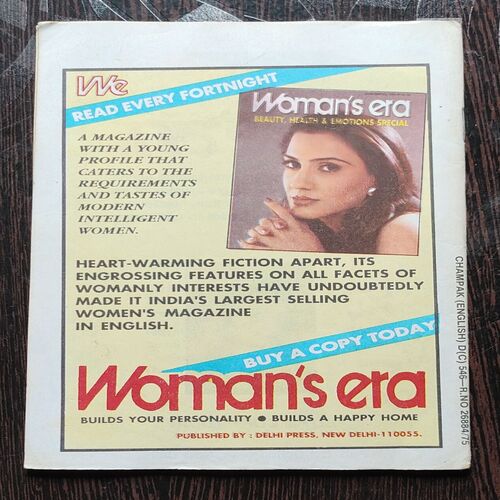 We
READ EVERY FORTNIGHT
Woman's era
BEAUTY, HEALTH & EMOTIONS SPECIAL
A MAGAZINE
WITH A YOUNG
PROFILE THAT
CATERS TO THE
REQUIREMENTS
AND TASTES OF
MODERN
INTELLIGENT
WOMEN.
HEART-WARMING FICTION APART, ITS
ENGROSSING FEATURES ON ALL FACETS OF
WOMANLY INTERESTS HAVE UNDOUBTEDLY
MADE IT INDIA'S LARGEST SELLING
WOMEN'S MAGAZINE
IN ENGLISH.
BUY A COPY TODAY
Woman's era
BUILDS YOUR PERSONALITY ● BUILDS A HAPPY HOME
PUBLISHED BY : DELHI PRESS, NEW DELHI-110055.
CHAMPAK (ENGLISH) D(C) 546—R.NO 26884/75